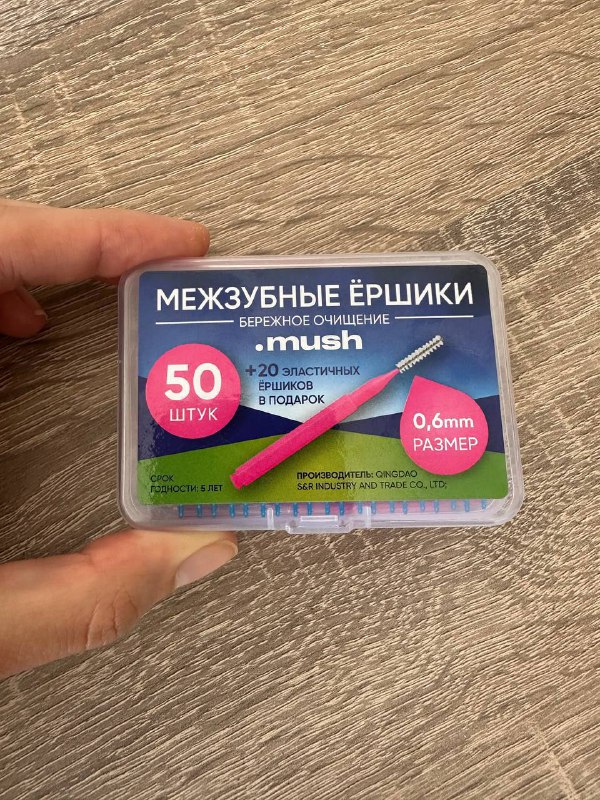 МЕЖЗУБНЫЕ ЁРШИКИ
БЕРЕЖНОЕ ОЧИЩЕНИЕ
.mush
50
ШТУК
+20 ЭЛАСТИЧНЫХ
ЁРШИКОВ
В ПОДАРОК
0,6mm
РАЗМЕР
СРОК
ГОДНОСТИ: 5 ЛЕТ
ПРОИЗВОДИТЕЛЬ: QINGDAO
S&R INDUSTRY AND TRADE CO., LTD;